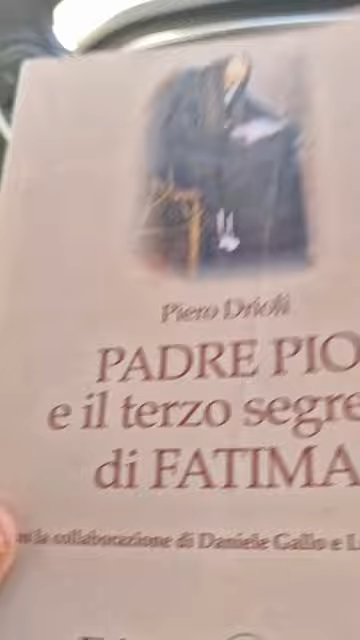 Piero Drioli
PADRE PIO
e il terzo segre
di FATIMA
la collaborazione di Daniele Gallo e L